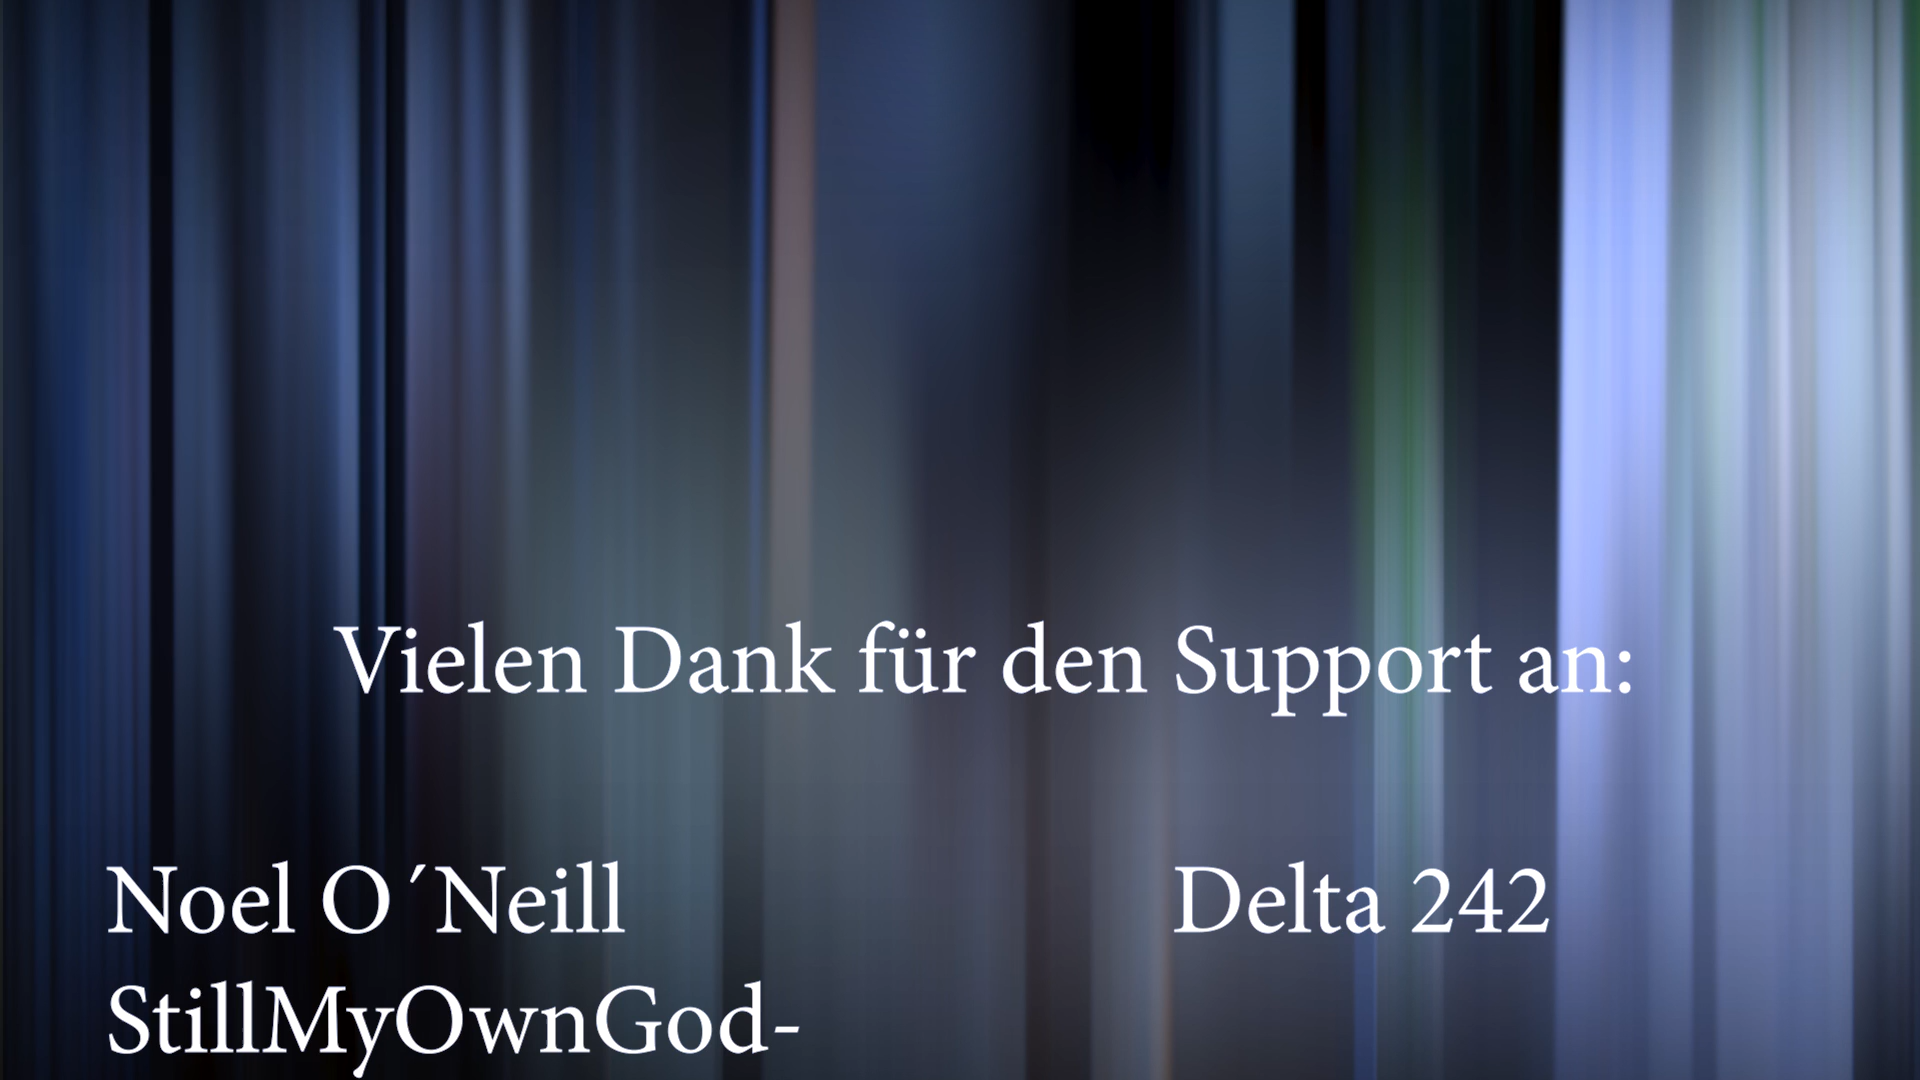 Vielen Dank für den Support an:
Noel O´Neill
Delta 242
StillMyOwnGod-